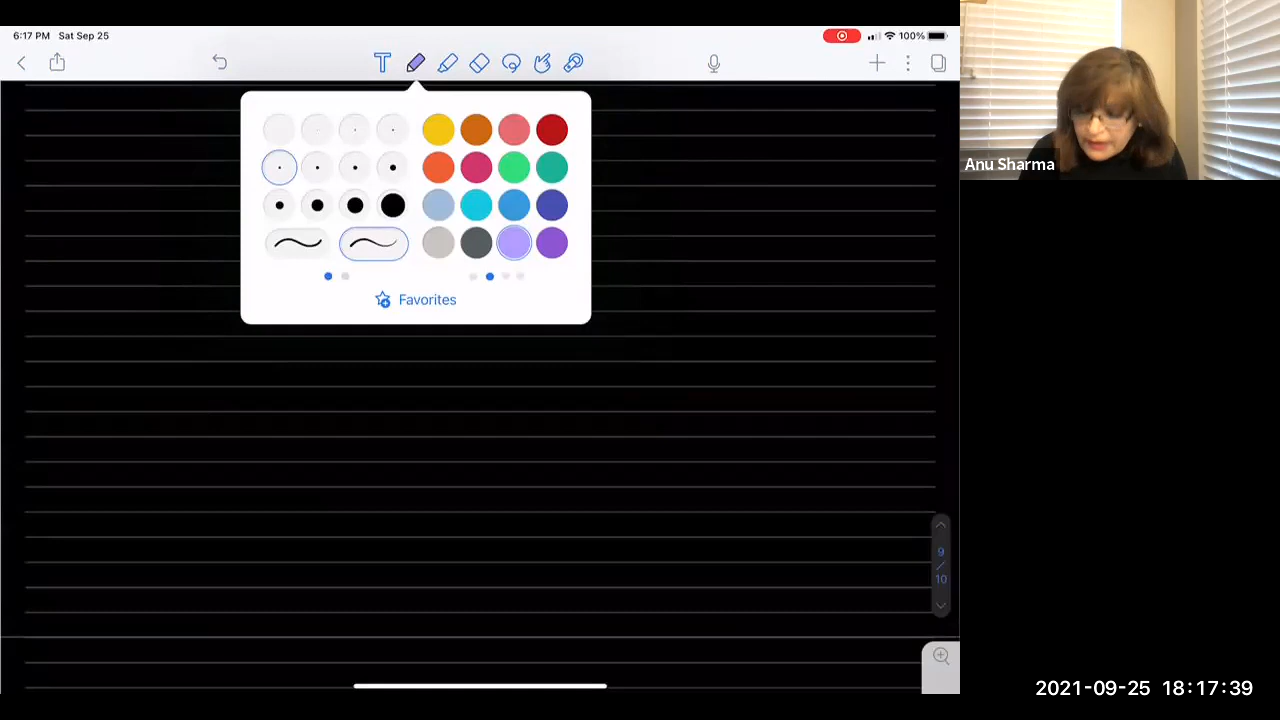 6:17 PM Sat Sep 25
100%
T
Favorites
9
/
10
Anu Sharma
2021-09-25 18:17:39